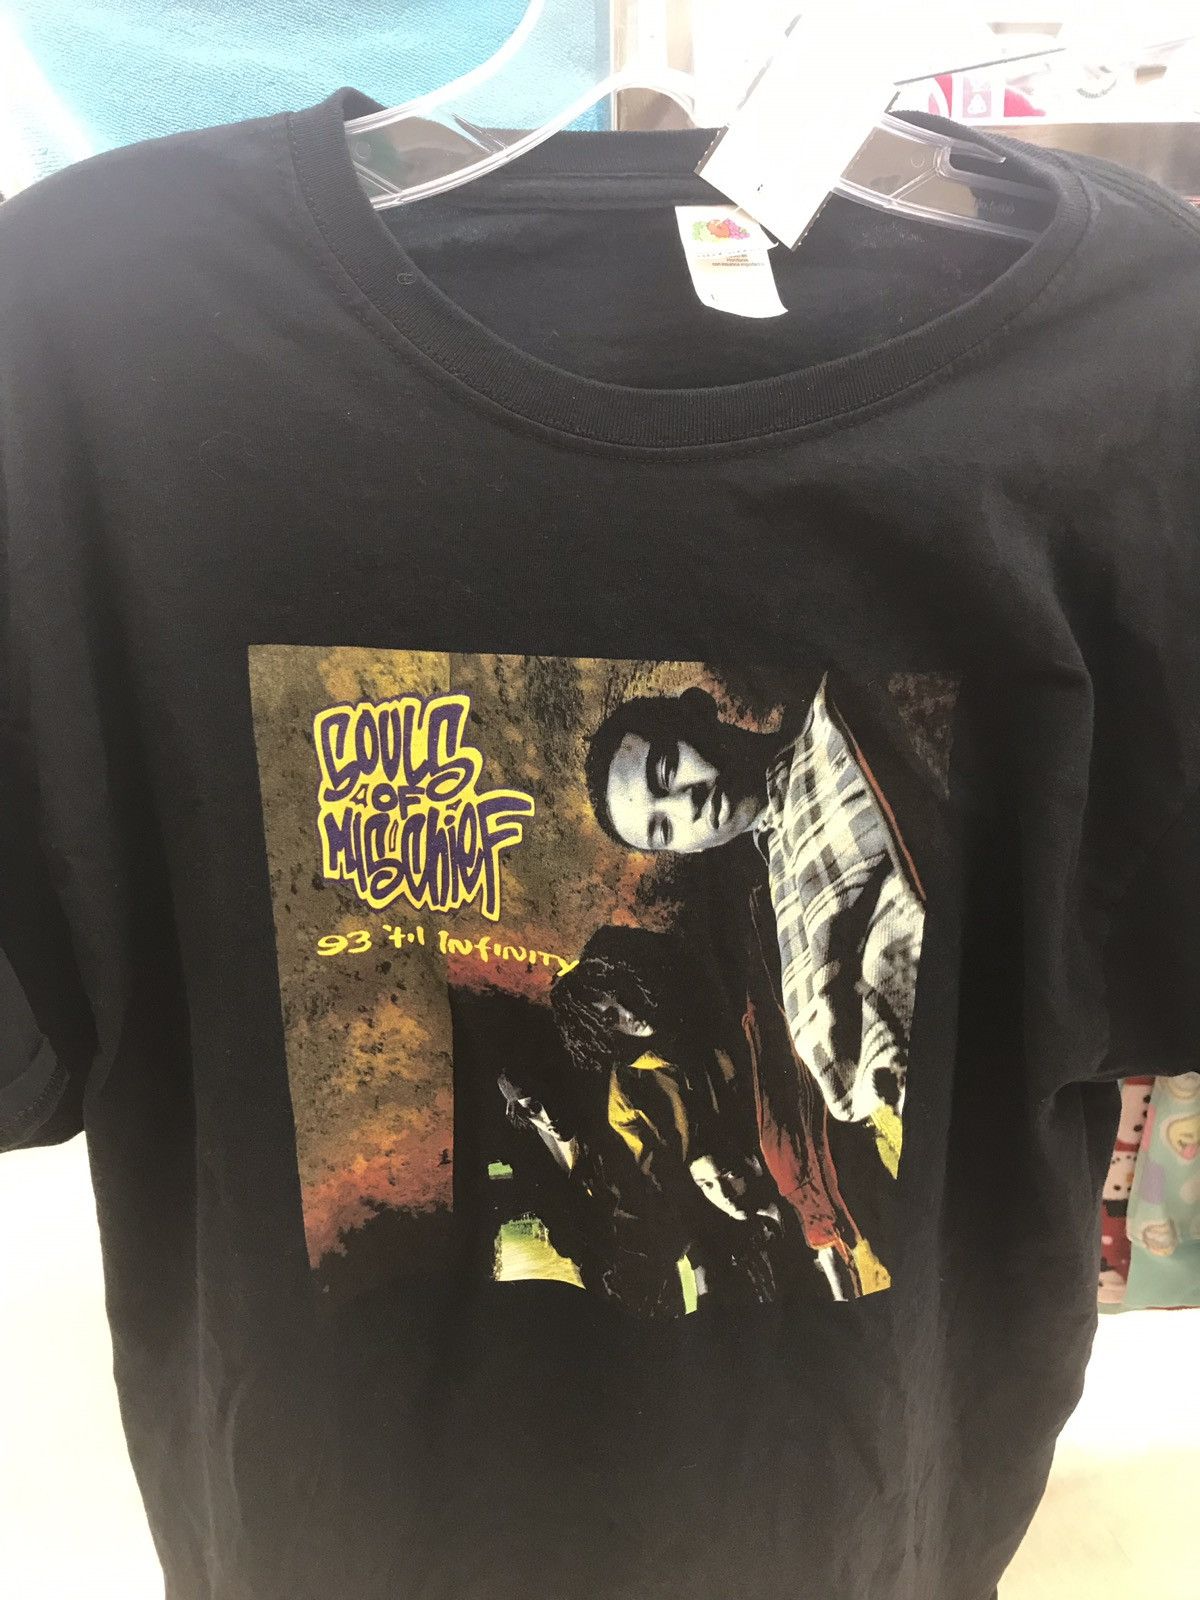 SOULS
OF
MISCHIEF
93 'til INFINITY
L